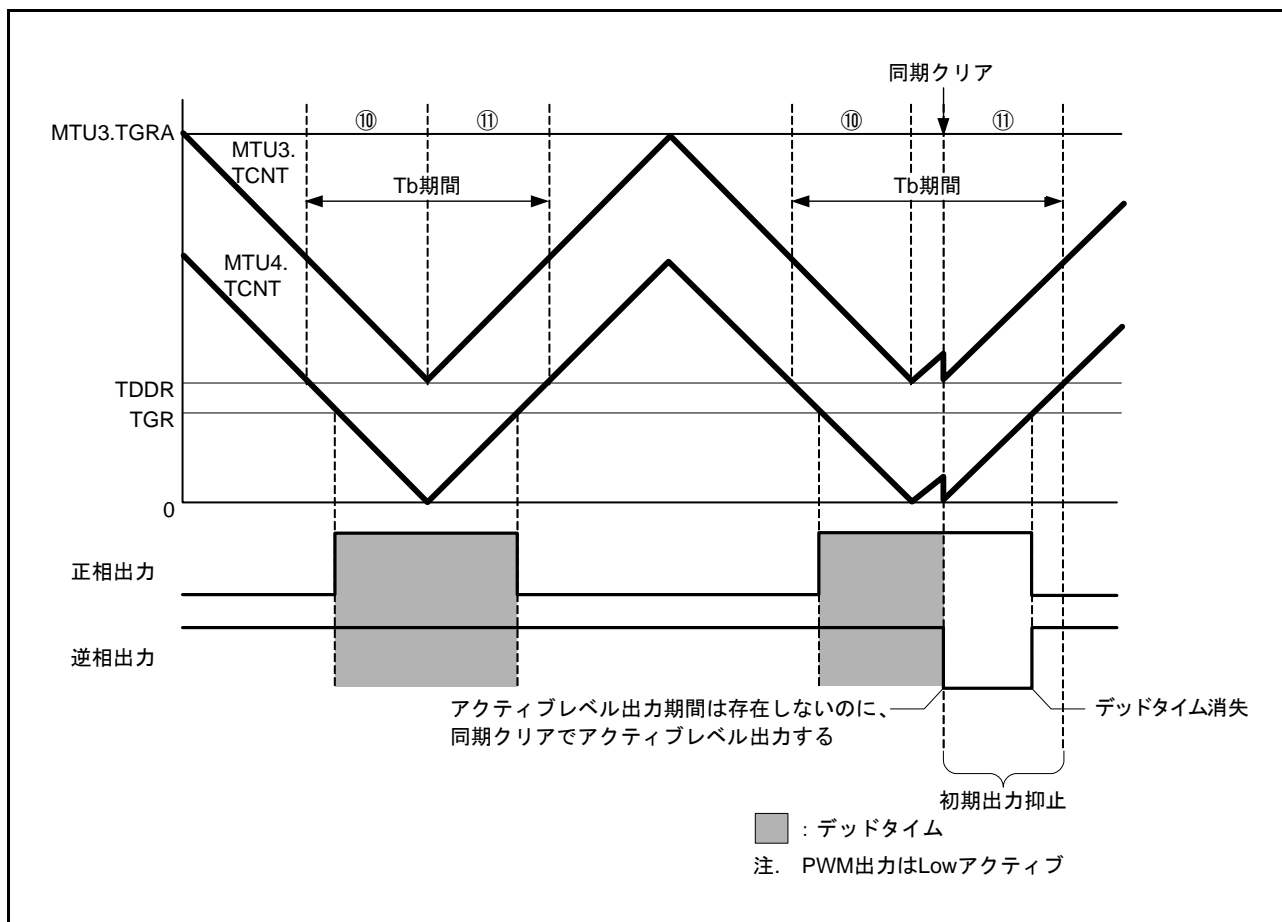 同期クリア
⑩ ⑪ ⑩ ⑪
MTU3.TGRA
MTU3.
TCNT
Tb期間 Tb期間
MTU4.
TCNT
TDDR
TGR
0
正相出力
逆相出力
アクティブレベル出力期間は存在しないのに、
同期クリアでアクティブレベル出力する
デッドタイム消失
初期出力抑止
：デッドタイム
注. PWM出力はLowアクティブ